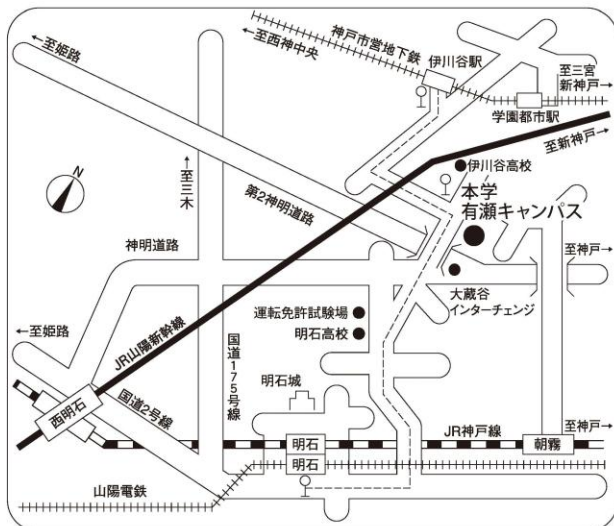 ←至姫路
←至西神中央
神戸市営地下鉄
伊川谷駅
至三宮
新神戸→
学園都市駅
至新神戸→
N
←至三木
伊川谷高校
第2神明道路
本学
有瀬キャンパス
神明道路
至神戸→
大蔵谷
インターチェンジ
運転免許試験場
明石高校
←至姫路
JR山陽新幹線
国道175号線
国道2号線
明石城
西明石
JR神戸線
至神戸→
明石
朝霧
明石
山陽電鉄